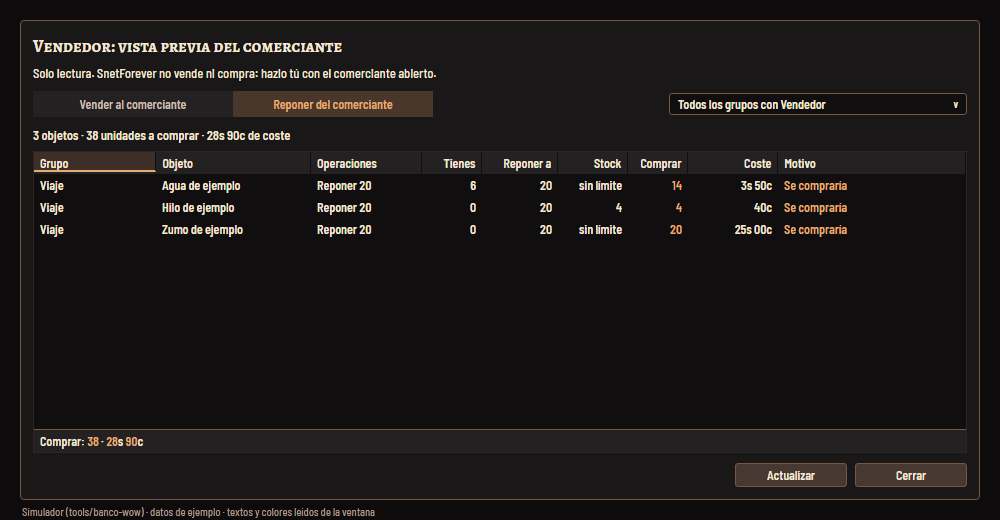 Vendedor: vista previa del comerciante
Solo lectura. SnetForever no vende ni compra: hazlo tú con el comerciante abierto.
Vender al comerciante Reponer del comerciante Todos los grupos con Vendedor v
3 objetos · 38 unidades a comprar · 28s 90c de coste
Grupo Objeto Operaciones Tienes Reponer a Stock Comprar Coste Motivo
Viaje Agua de ejemplo Reponer 20 6 20 sin límite 14 3s 50c Se compraría
Viaje Hilo de ejemplo Reponer 20 0 20 4 4 40c Se compraría
Viaje Zumo de ejemplo Reponer 20 0 20 sin límite 20 25s 00c Se compraría
Comprar: 38 · 28s 90c
Actualizar Cerrar
Simulador (tools/banco-wow) · datos de ejemplo · textos y colores leidos de la ventana